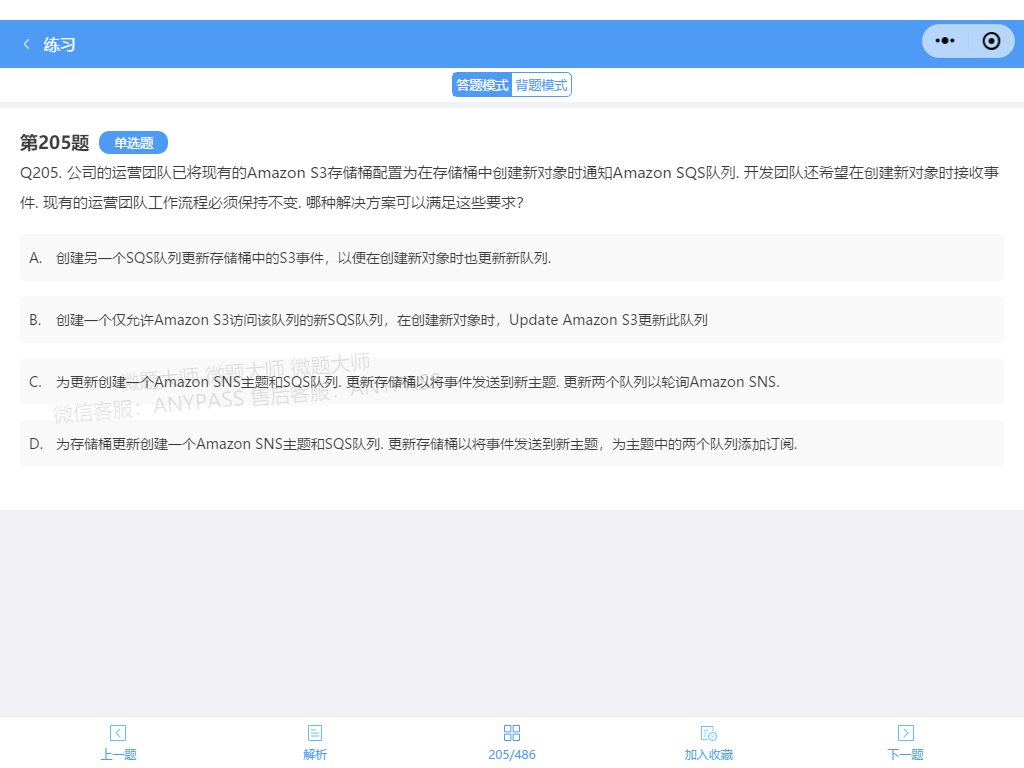 练习
答题模式 背题模式
第205题 单选题
Q205. 公司的运营团队已将现有的Amazon S3存储桶配置为在存储桶中创建新对象时通知Amazon SQS队列. 开发团队还希望在创建新对象时接收事
件. 现有的运营团队工作流程必须保持不变. 哪种解决方案可以满足这些要求?
A. 创建另一个SQS队列更新存储桶中的S3事件，以便在创建新对象时也更新新队列.
B. 创建一个仅允许Amazon S3访问该队列的新SQS队列，在创建新对象时，Update Amazon S3更新此队列
微题大师 微题大师 微题大师
C. 为更新创建一个Amazon SNS主题和SQS队列. 更新存储桶以将事件发送到新主题. 更新两个队列以轮询Amazon SNS.
微信客服：ANYPASS 售后客服：ANYPASS
D. 为存储桶更新创建一个Amazon SNS主题和SQS队列. 更新存储桶以将事件发送到新主题，为主题中的两个队列添加订阅.
上一题 解析 205/486 加入收藏 下一题